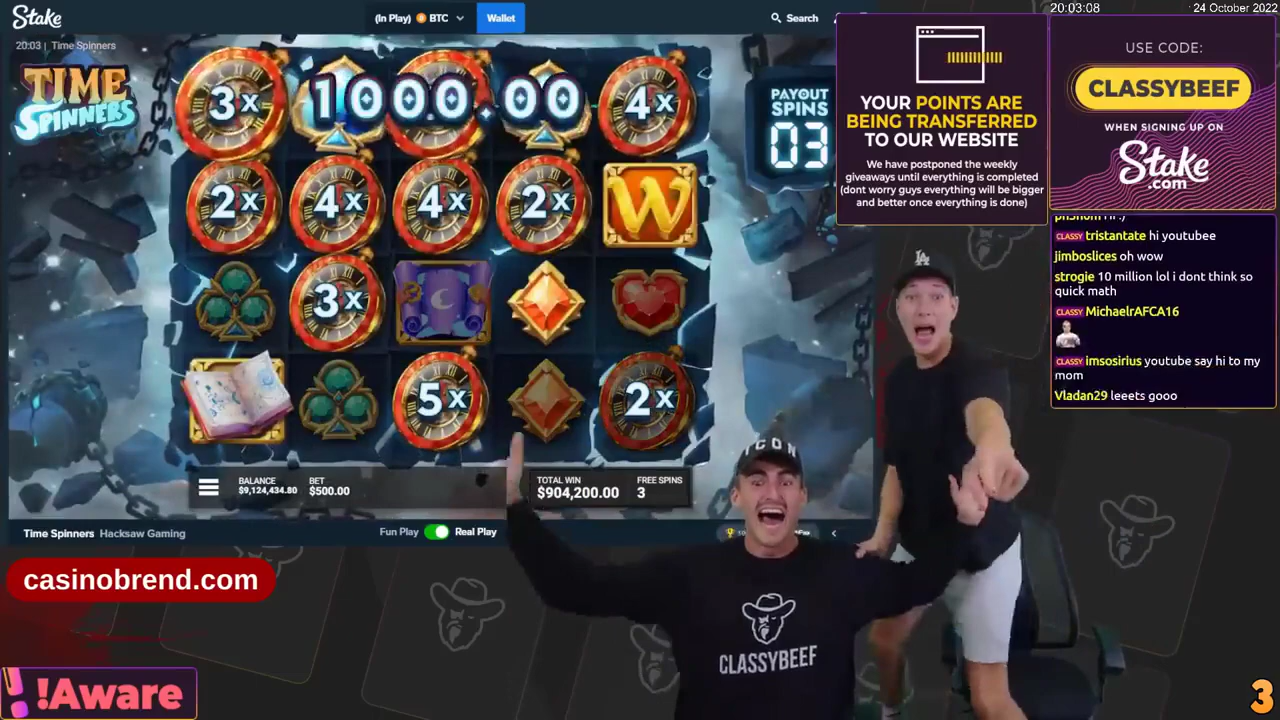 Stake
(In Play) BTC
Wallet
Search
20:03 | Time Spinners
TIME
SPINNERS
3x
1000.00
4x
PAYOUT
SPINS
03
2x
4x
4x
2x
W
3x
5x
2x
BALANCE
$9,124,434.80
BET
$500.00
TOTAL WIN
$904,200.00
FREE SPINS
3
Time Spinners Hacksaw Gaming
Fun Play
Real Play
casinobrend.com
!Aware
LA
CLASSYBEEF
20:03:08
24 October 2022
YOUR POINTS ARE
BEING TRANSFERRED
TO OUR WEBSITE
We have postponed the weekly
giveaways until everything is completed
(dont worry guys everything will be bigger
and better once everything is done)
USE CODE:
CLASSYBEEF
WHEN SIGNING UP ON
Stake
.com
CLASSY tristantate hi youtubee
jimboslices oh wow
strogie 10 million lol i dont think so
quick math
CLASSY MichaelrAFCA16
CLASSY imsosirius youtube say hi to my
mom
Vladan29 leeets gooo
3